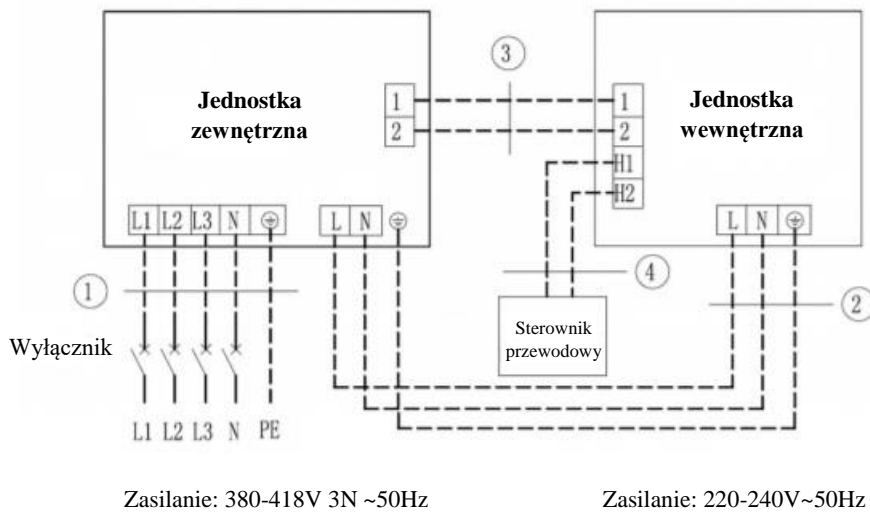 Jednostka
zewnętrzna
1
2
3
1
2
H1
H2
Jednostka
wewnętrzna
L1 L2 L3 N
L N
L N
1
4
2
Sterownik
przewodowy
Wyłącznik
L1 L2 L3 N PE
Zasilanie: 380-418V 3N ~50Hz
Zasilanie: 220-240V~50Hz